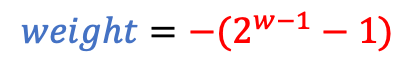 weight = −(2^{w−1} − 1)